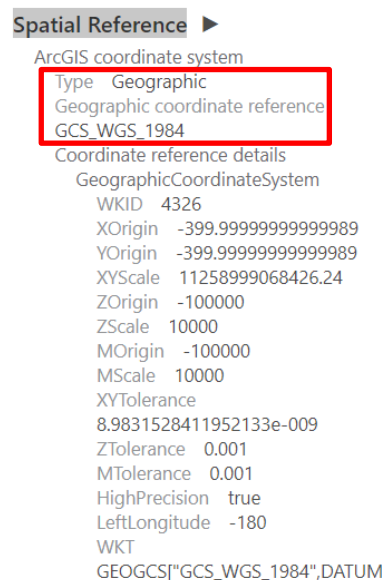 Spatial Reference ►
ArcGIS coordinate system
Type Geographic
Geographic coordinate reference
GCS_WGS_1984
Coordinate reference details
GeographicCoordinateSystem
WKID 4326
XOrigin -399.99999999999989
YOrigin -399.99999999999989
XYScale 11258999068426.24
ZOrigin -100000
ZScale 10000
MOrigin -100000
MScale 10000
XYTolerance
8.9831528411952133e-009
ZTolerance 0.001
MTolerance 0.001
HighPrecision true
LeftLongitude -180
WKT
GEOGCS["GCS_WGS_1984",DATUM